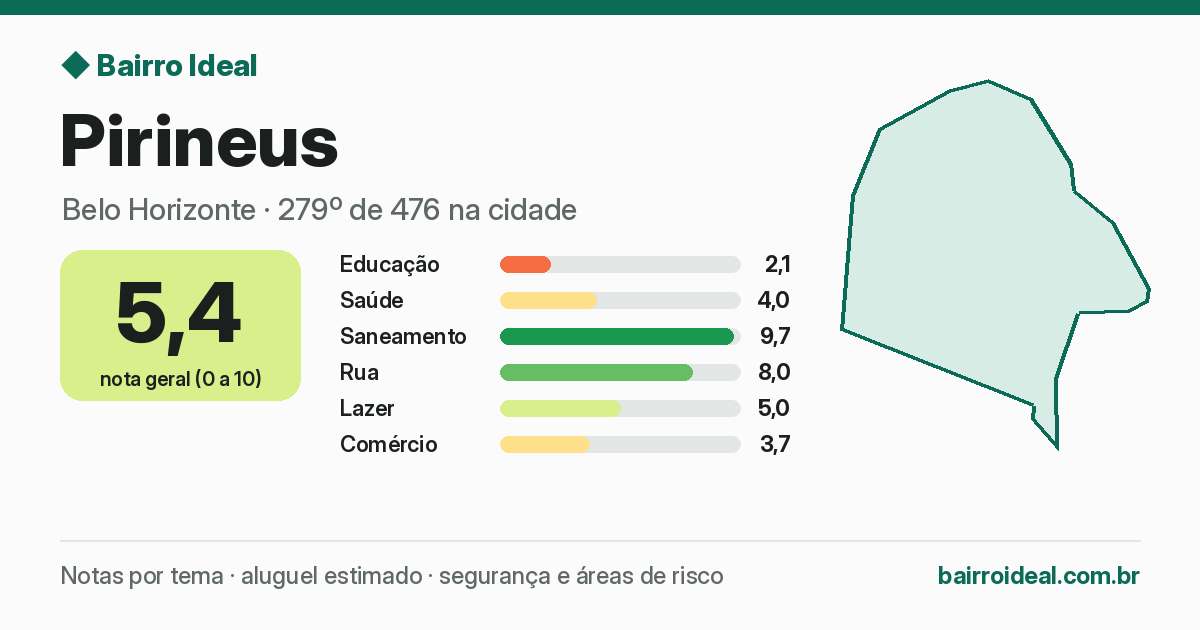 Bairro Ideal
Pirineus
Belo Horizonte · 279º de 476 na cidade
5,4
nota geral (0 a 10)
Educação 2,1
Saúde 4,0
Saneamento 9,7
Rua 8,0
Lazer 5,0
Comércio 3,7
Notas por tema · aluguel estimado · segurança e áreas de risco
bairroideal.com.br